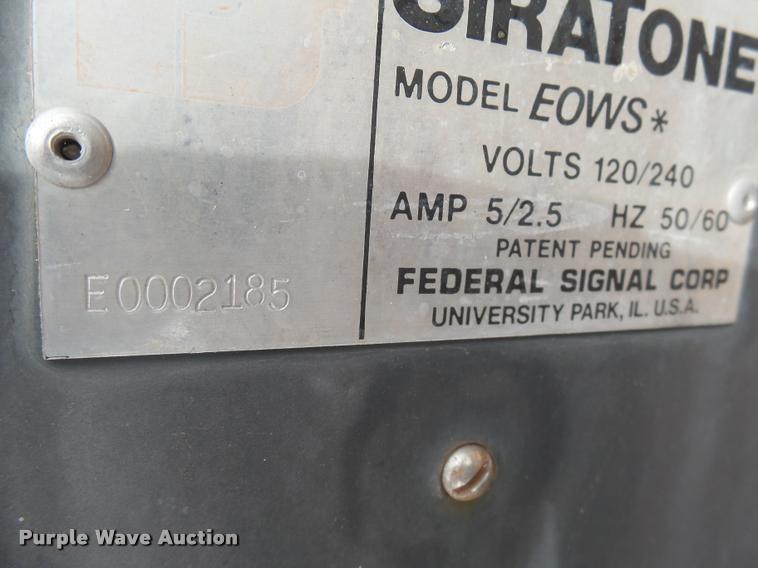 SIRATONE
MODEL EOWS*
VOLTS 120/240
AMP 5/2.5 HZ 50/60
PATENT PENDING
FEDERAL SIGNAL CORP
UNIVERSITY PARK, IL. U.S.A.
E0002185
Purple Wave Auction